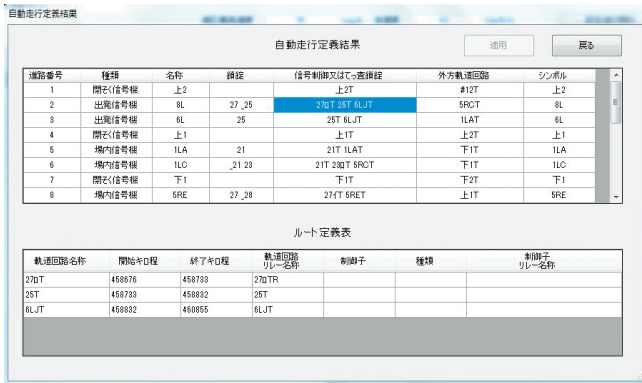 自動走行定義結果
自動走行定義結果 適用 戻る
進路番号 種類 名称 鎖錠 信号制御又はてっ査鎖錠 外方軌道回路 シンボル
1 閉そく信号機 上2 上2T #12T 上2
2 出発信号機 8L 27 _25 27ロT 25T 6LJT 5RCT 8L
3 出発信号機 6L 25 25T 6LJT 1LAT 6L
4 閉そく信号機 上1 上1T 上2T 上1
5 場内信号機 1LA 21 21T 1LAT 下1T 1LA
6 場内信号機 1LC _21 23 21T 23ロT 5RCT 下1T 1LC
7 閉そく信号機 下1 下1T 下2T 下1
8 場内信号機 5RE 27 _28 27イT 5RET 上1T 5RE
ルート定義表
軌道回路名称 開始キロ程 終了キロ程 軌道回路リレー名称 制御子 種類 制御子リレー名称
27ロT 458676 458733 27ロTR
25T 458733 458832 25T
6LJT 458832 460855 6LJT